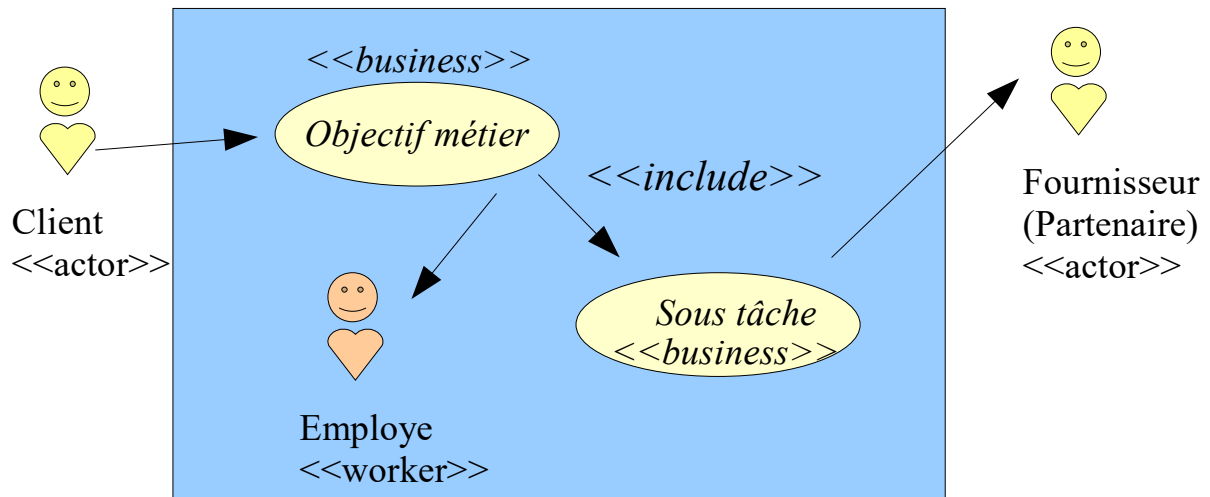 <<business>>
Objectif métier
<<include>>
Client
<<actor>>
Fournisseur
(Partenaire)
<<actor>>
Sous tâche
<<business>>
Employe
<<worker>>